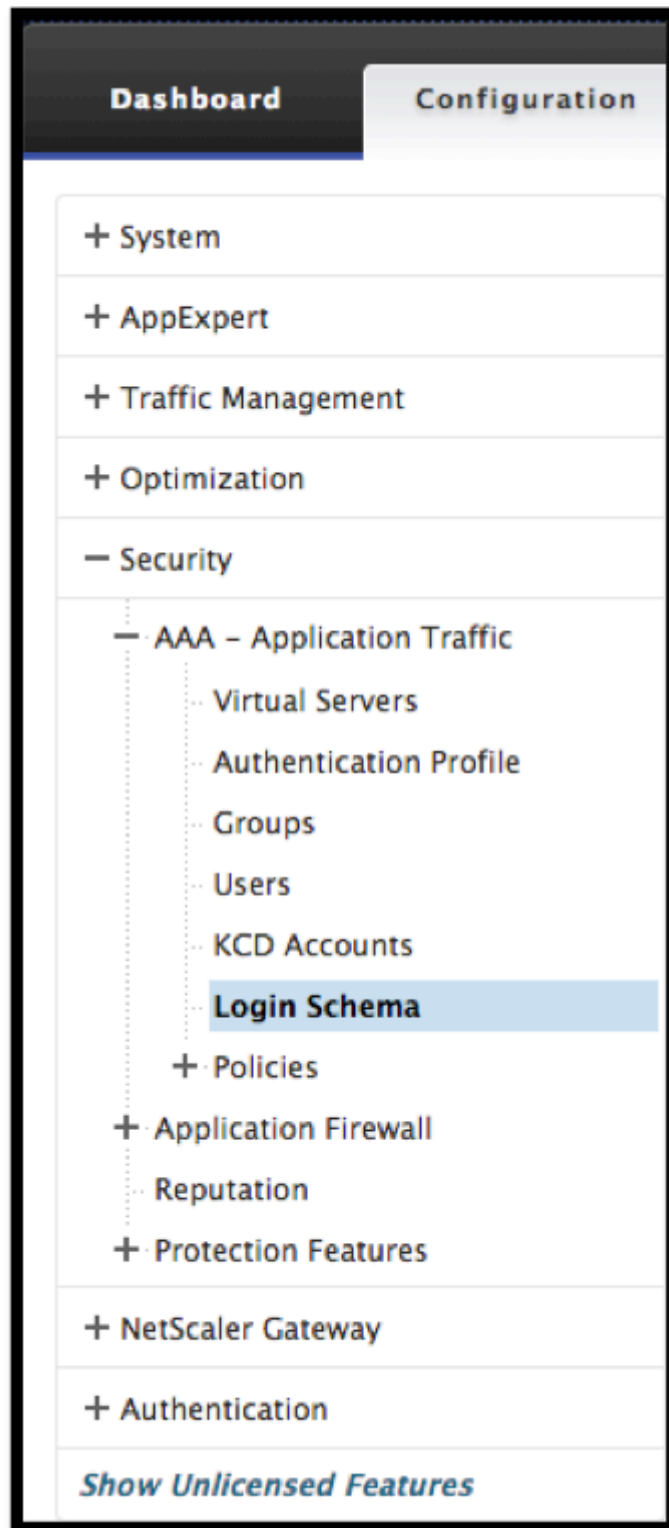 Dashboard Configuration
+ System
+ AppExpert
+ Traffic Management
+ Optimization
− Security
− AAA – Application Traffic
Virtual Servers
Authentication Profile
Groups
Users
KCD Accounts
Login Schema
+ Policies
+ Application Firewall
Reputation
+ Protection Features
+ NetScaler Gateway
+ Authentication
Show Unlicensed Features